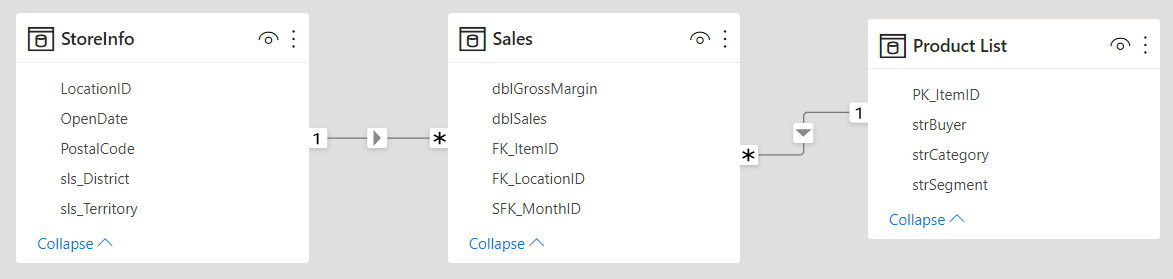 StoreInfo
LocationID
OpenDate
PostalCode
sls_District
sls_Territory
Collapse
1
*
Sales
dblGrossMargin
dblSales
FK_ItemID
FK_LocationID
SFK_MonthID
Collapse
*
1
Product List
PK_ItemID
strBuyer
strCategory
strSegment
Collapse